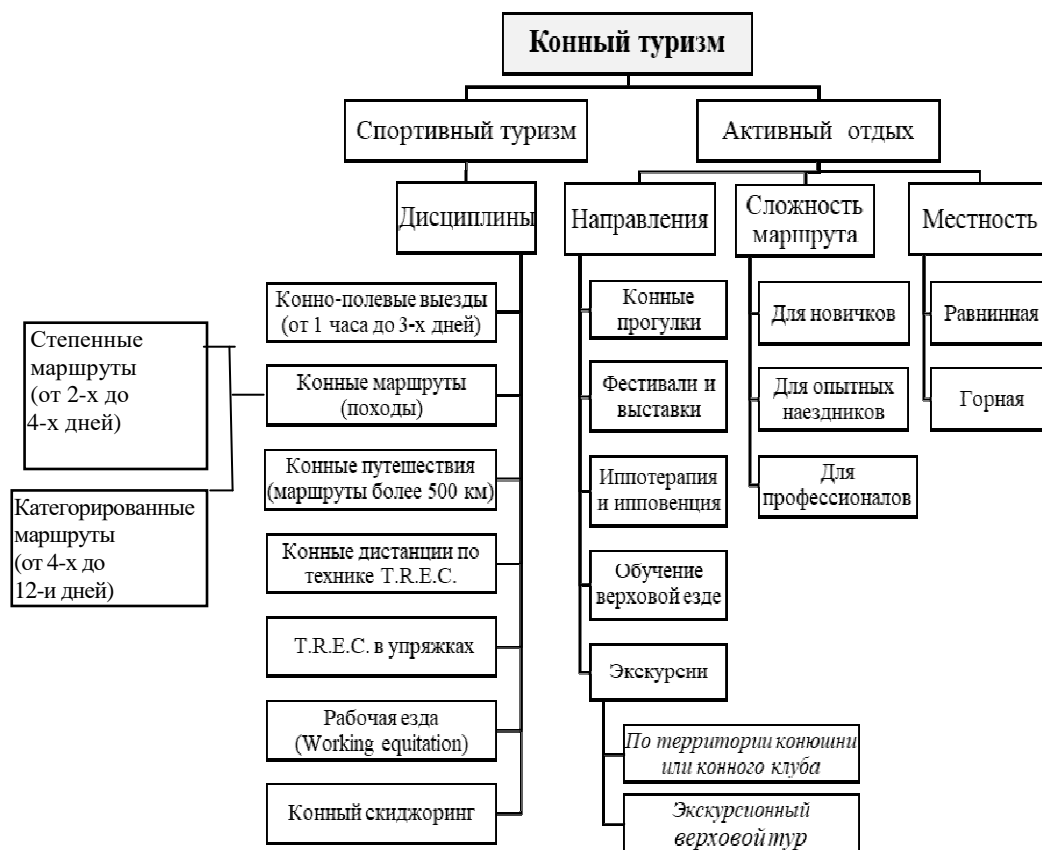 Конный туризм
Спортивный туризм
Активный отдых
Дисциплины
Направления
Сложность
маршрута
Местность
Конно-полевые выезды
(от 1 часа до 3-х дней)
Конные маршруты
(походы)
Степенные
маршруты
(от 2-х до
4-х дней)
Категорированные
маршруты
(от 4-х до
12-и дней)
Конные путешествия
(маршруты более 500 км)
Конные дистанции по
технике T.R.E.C.
T.R.E.C. в упряжках
Рабочая езда
(Working equitation)
Конный скиджоринг
Конные
прогулки
Фестивали и
выставки
Иппотерапия
и ипповенция
Обучение
верховой езде
Экскурсии
По территории конюшни
или конного клуба
Экскурсионный
верховой тур
Для новичков
Для опытных
наездников
Для
профессионалов
Равнинная
Горная